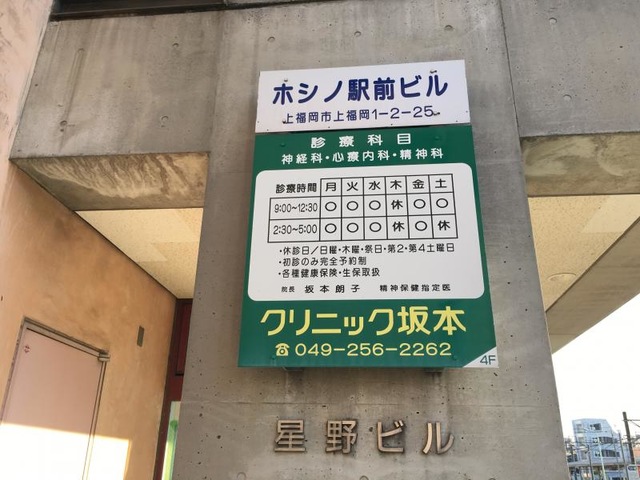 ホシノ駅前ビル
上福岡市上福岡1-2-25
診療科目
神経科・心療内科・精神科
診療時間 月 火 水 木 金 土
9:00~12:30 ○ ○ ○ 休 ○ ○
2:30~5:00 ○ ○ ○ 休 ○ 休
・休診日/日曜・木曜・祭日・第2・第4土曜日
・初診のみ完全予約制
・各種健康保険・生保取扱
院長 坂本朗子 精神保健指定医
クリニック坂本
☎049-256-2262
4F
星野ビル